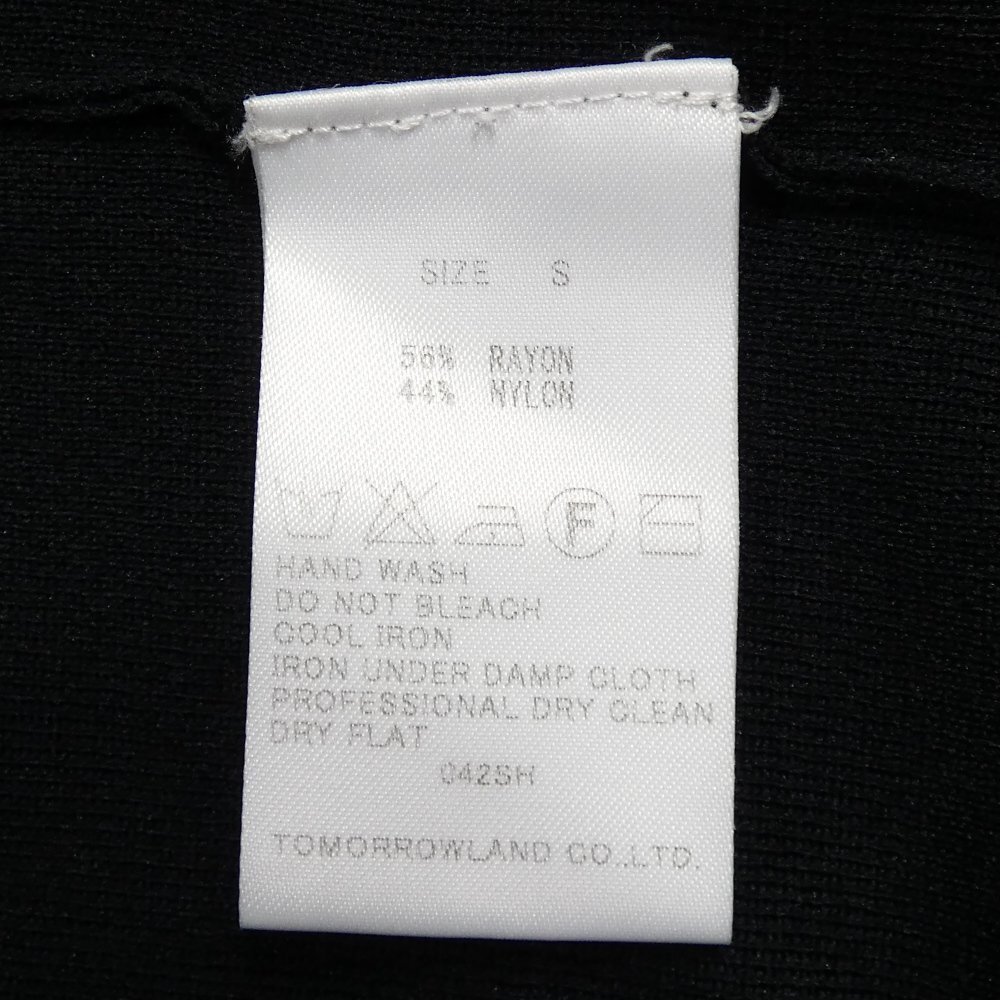 SIZE S
56% RAYON
44% NYLON
F
HAND WASH
DO NOT BLEACH
COOL IRON
IRON UNDER DAMP CLOTH
PROFESSIONAL DRY CLEAN
DRY FLAT
042SH
TOMORROWLAND CO.,LTD.